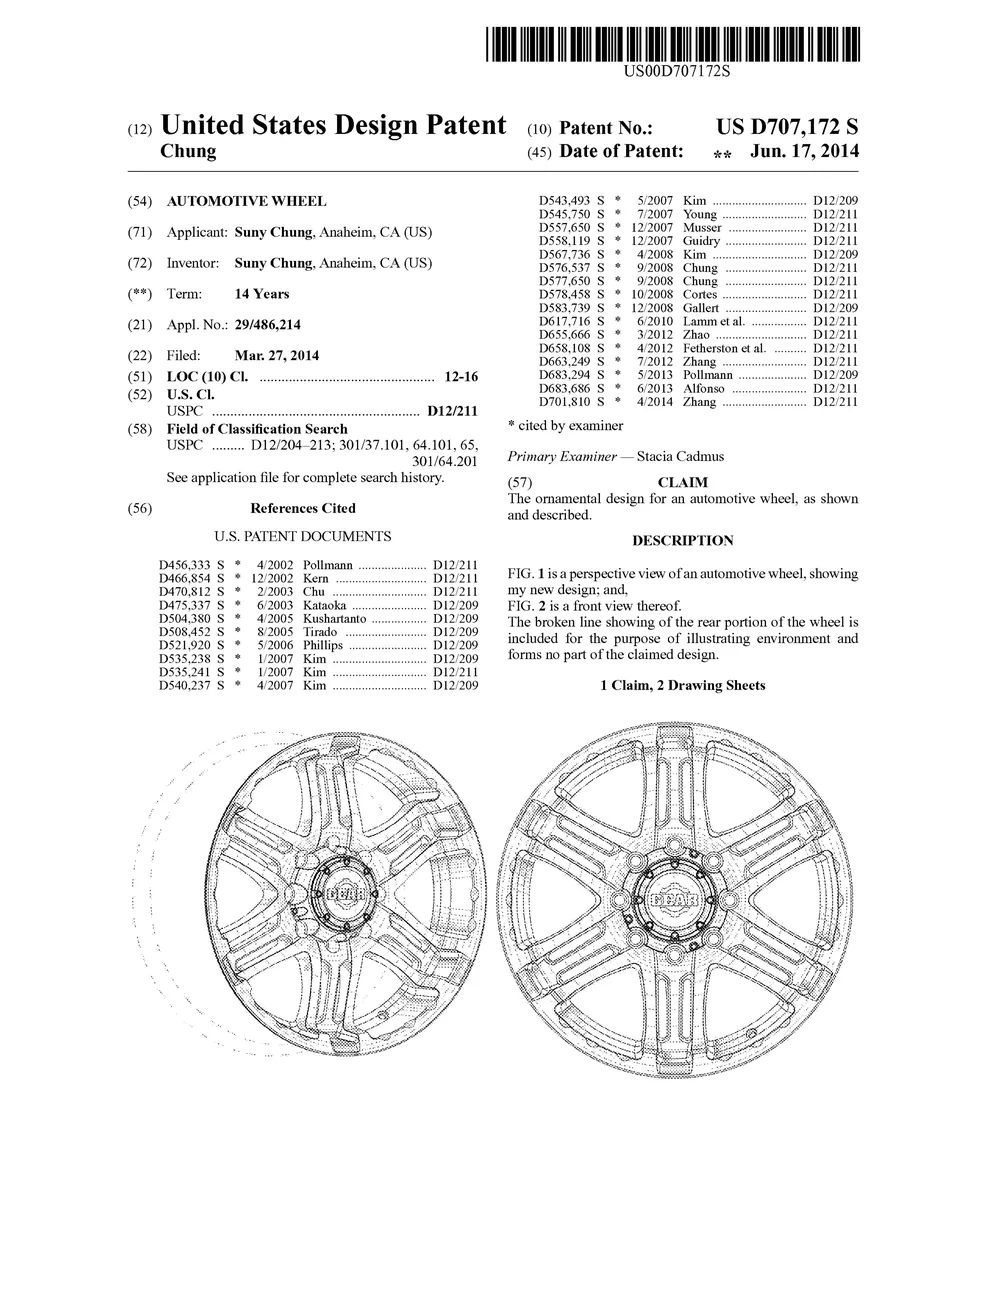 US00D707172S
(12) United States Design Patent
Chung
(10) Patent No.: US D707,172 S
(45) Date of Patent: ** Jun. 17, 2014
(54) AUTOMOTIVE WHEEL
(71) Applicant: Suny Chung, Anaheim, CA (US)
(72) Inventor: Suny Chung, Anaheim, CA (US)
(**) Term: 14 Years
(21) Appl. No.: 29/486,214
(22) Filed: Mar. 27, 2014
(51) LOC (10) Cl. .............................................. 12-16
(52) U.S. Cl.
USPC ...................................................... D12/211
(58) Field of Classification Search
USPC ......... D12/204–213; 301/37.101, 64.101, 65,
301/64.201
See application file for complete search history.
(56) References Cited
U.S. PATENT DOCUMENTS
D456,333 S * 4/2002 Pollmann ..................... D12/211
D466,854 S * 12/2002 Kern ............................ D12/211
D470,812 S * 2/2003 Chu ............................. D12/211
D475,337 S * 6/2003 Kataoka ....................... D12/209
D504,380 S * 4/2005 Kushartanto ................. D12/209
D508,452 S * 8/2005 Tirado ......................... D12/209
D521,920 S * 5/2006 Phillips ........................ D12/209
D535,238 S * 1/2007 Kim ............................. D12/209
D535,241 S * 1/2007 Kim ............................. D12/211
D540,237 S * 4/2007 Kim ............................. D12/209
D543,493 S * 5/2007 Kim ............................. D12/209
D545,750 S * 7/2007 Young .......................... D12/211
D557,650 S * 12/2007 Musser ........................ D12/211
D558,119 S * 12/2007 Guidry ......................... D12/211
D567,736 S * 4/2008 Kim ............................. D12/209
D576,537 S * 9/2008 Chung ......................... D12/211
D577,650 S * 9/2008 Chung ......................... D12/211
D578,458 S * 10/2008 Cortes .......................... D12/211
D583,739 S * 12/2008 Gallert ......................... D12/209
D617,716 S * 6/2010 Lamm et al. ................. D12/211
D655,666 S * 3/2012 Zhao ............................ D12/211
D658,108 S * 4/2012 Fetherston et al. .......... D12/211
D663,249 S * 7/2012 Zhang .......................... D12/211
D683,294 S * 5/2013 Pollmann ..................... D12/209
D683,686 S * 6/2013 Alfonso ....................... D12/211
D701,810 S * 4/2014 Zhang .......................... D12/211
* cited by examiner
Primary Examiner — Stacia Cadmus
(57) CLAIM
The ornamental design for an automotive wheel, as shown
and described.
DESCRIPTION
FIG. 1 is a perspective view of an automotive wheel, showing
my new design; and,
FIG. 2 is a front view thereof.
The broken line showing of the rear portion of the wheel is
included for the purpose of illustrating environment and
forms no part of the claimed design.
1 Claim, 2 Drawing Sheets
GEAR
GEAR